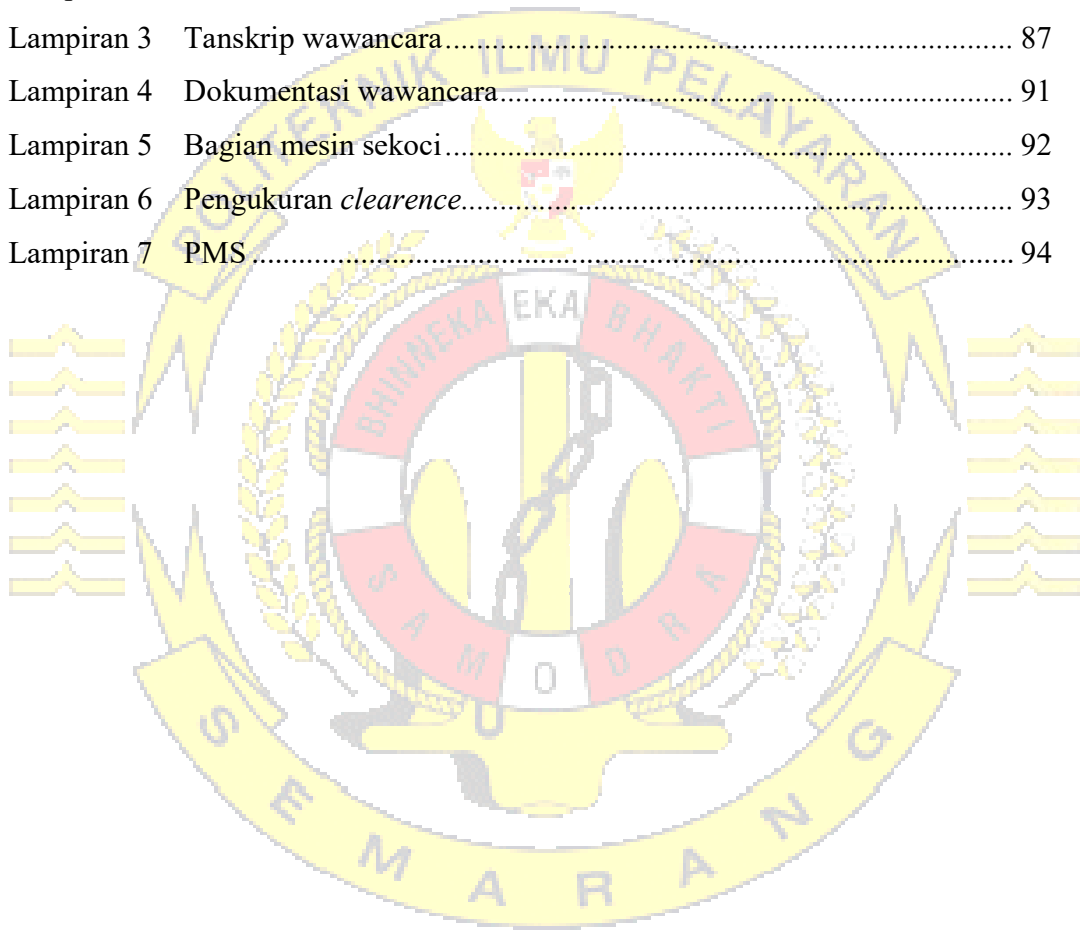 Lampiran 3 Tanskrip wawancara........................................................................ 87
Lampiran 4 Dokumentasi wawancara................................................................. 91
Lampiran 5 Bagian mesin sekoci........................................................................ 92
Lampiran 6 Pengukuran clearence...................................................................... 93
Lampiran 7 PMS................................................................................................. 94
POLITEKNIK ILMU PELAYARAN
BHINNEKA EKA BHAKTI
SAMODRA
SEMARANG